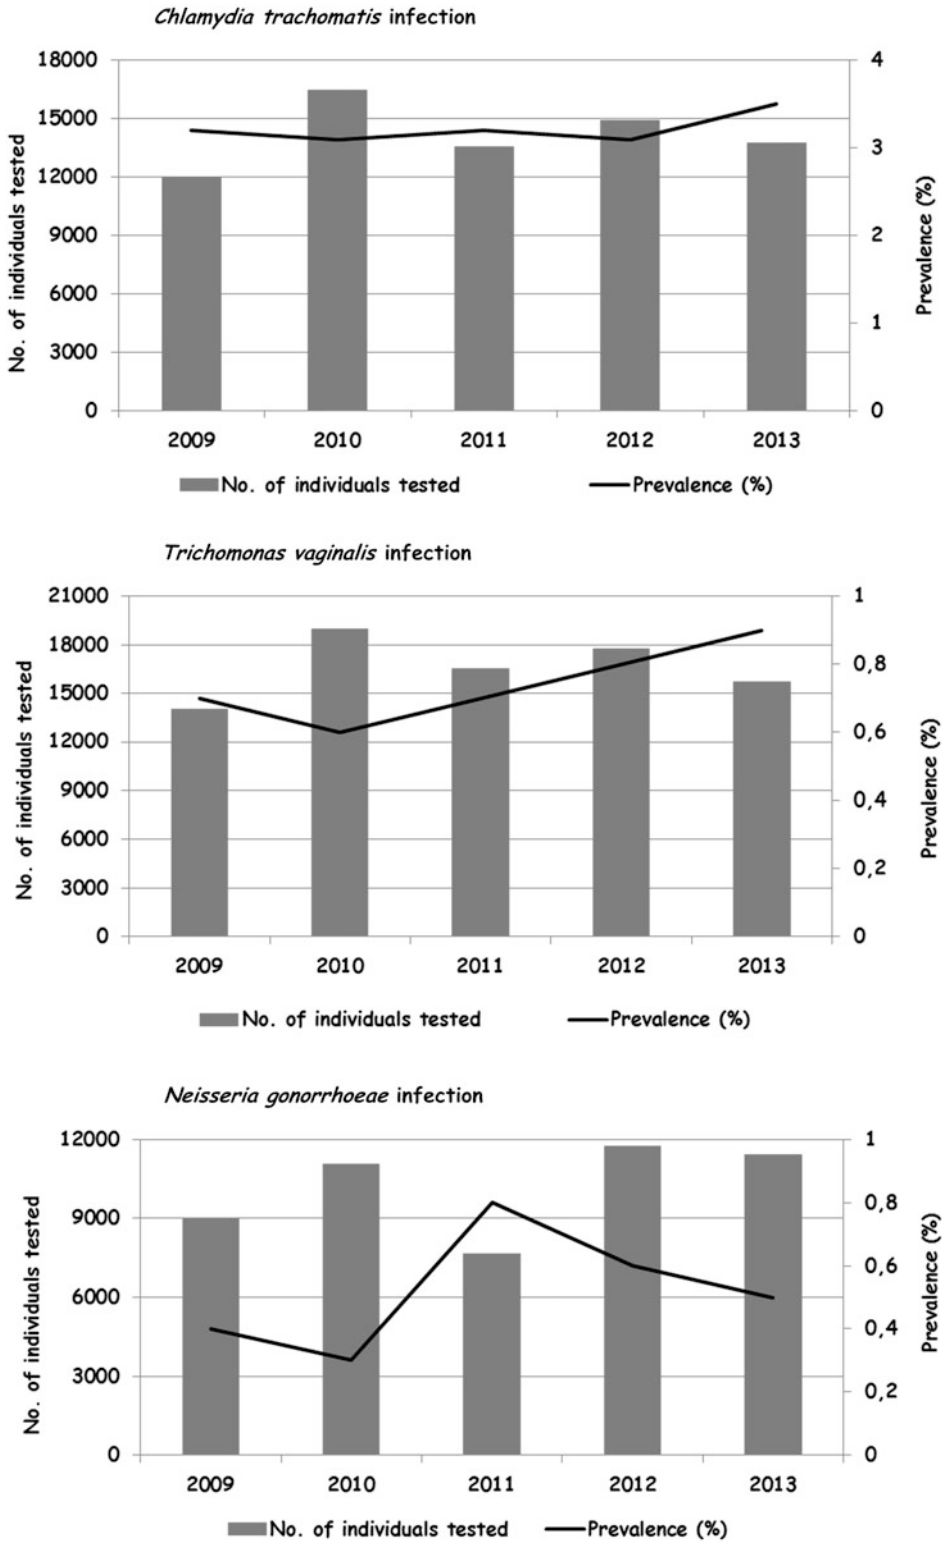 Chlamydia trachomatis infection
18000
15000
12000
9000
6000
3000
0
No. of individuals tested
4
3
2
1
0
Prevalence (%)
2009 2010 2011 2012 2013
No. of individuals tested Prevalence (%)
Trichomonas vaginalis infection
21000
18000
15000
12000
9000
6000
3000
0
No. of individuals tested
1
0,8
0,6
0,4
0,2
0
Prevalence (%)
2009 2010 2011 2012 2013
No. of individuals tested Prevalence (%)
Neisseria gonorrhoeae infection
12000
9000
6000
3000
0
No. of individuals tested
1
0,8
0,6
0,4
0,2
0
Prevalence (%)
2009 2010 2011 2012 2013
No. of individuals tested Prevalence (%)